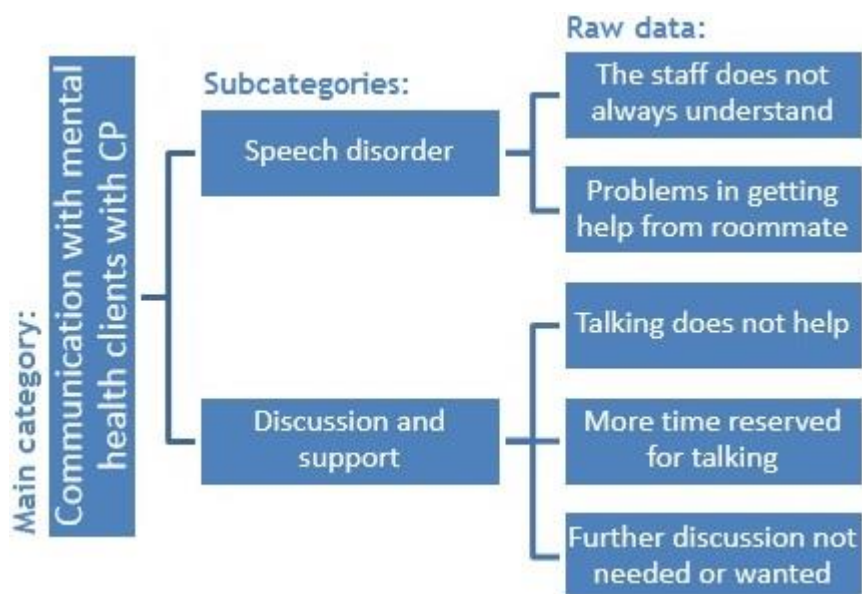 Main category:
Communication with mental
health clients with CP
Subcategories:
Speech disorder
Discussion and
support
Raw data:
The staff does not
always understand
Problems in getting
help from roommate
Talking does not help
More time reserved
for talking
Further discussion not
needed or wanted